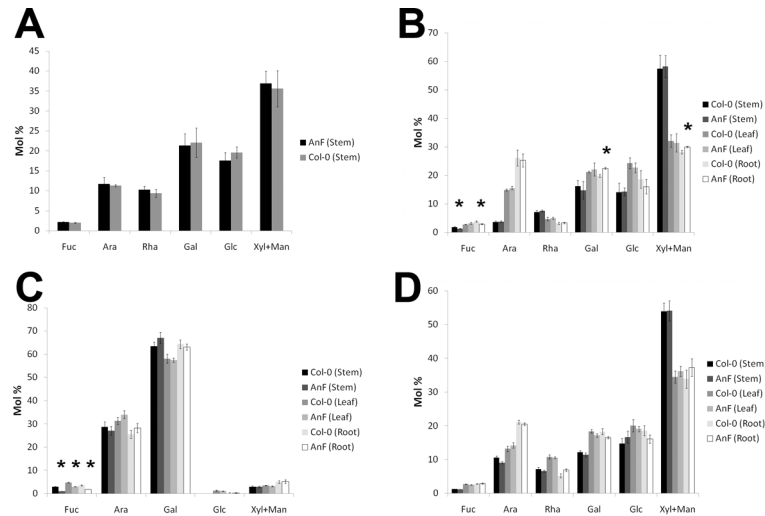 A
Mol %
45
40
35
30
25
20
15
10
5
0
Fuc Ara Rha Gal Glc Xyl+Man
AnF (Stem)
Col-0 (Stem)
B
Mol %
70
60
50
40
30
20
10
0
* * * *
Fuc Ara Rha Gal Glc Xyl+Man
Col-0 (Stem)
AnF (Stem)
Col-0 (Leaf)
AnF (Leaf)
Col-0 (Root)
AnF (Root)
C
Mol %
80
70
60
50
40
30
20
10
0
* * *
Fuc Ara Gal Glc Xyl+Man
Col-0 (Stem)
AnF (Stem)
Col-0 (Leaf)
AnF (Leaf)
Col-0 (Root)
AnF (Root)
D
Mol %
60
50
40
30
20
10
0
Fuc Ara Rha Gal Glc Xyl+Man
Col-0 (Stem
AnF (Stem)
Col-0 (Leaf)
AnF (Leaf)
Col-0 (Root)
AnF (Root)